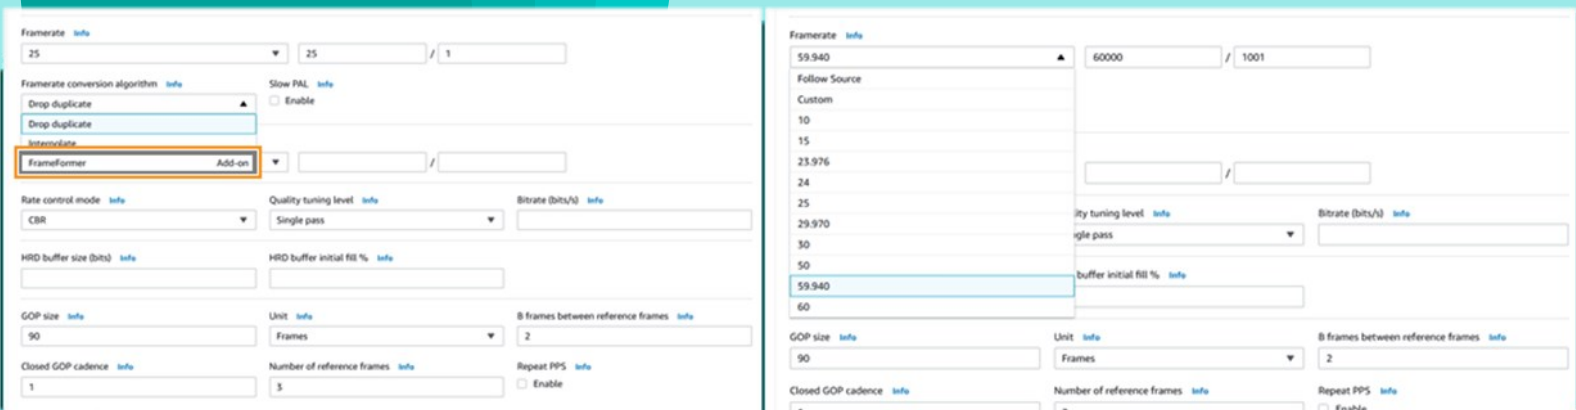 Framerate Info
25 25 / 1
Framerate conversion algorithm Info Slow PAL Info
Drop duplicate Enable
Drop duplicate
Interpolate
FrameFormer Add-on /
Rate control mode Info Quality tuning level Info Bitrate (bits/s) Info
CBR Single pass
HRD buffer size (bits) Info HRD buffer initial fill % Info
GOP size Info Unit Info B frames between reference frames Info
90 Frames 2
Closed GOP cadence Info Number of reference frames Info Repeat PPS Info
1 3 Enable
Framerate Info
59.940 60000 / 1001
Follow Source
Custom
10
15
23.976
/
24
25
ity tuning level Info Bitrate (bits/s) Info
29.970
gle pass
30
50
buffer initial fill % Info
59.940
60
GOP size Info Unit Info B frames between reference frames Info
90 Frames 2
Closed GOP cadence Info Number of reference frames Info Repeat PPS Info
Enable